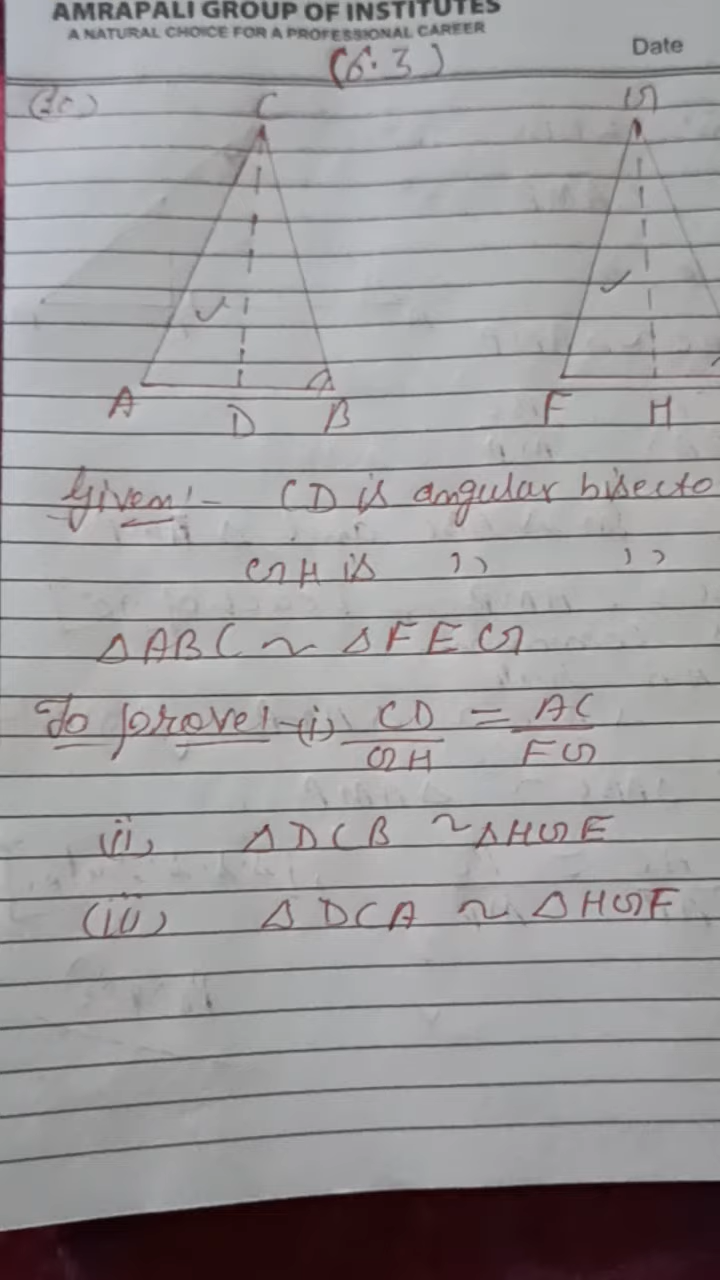 AMRAPALI GROUP OF INSTITUTES
A NATURAL CHOICE FOR A PROFESSIONAL CAREER
Date
(6.3)
(10)
C
G
A
D
B
F
H
Given:- CD is angular bisecto
GH is ,, ,,
△ABC ~ △FEG
To prove:- (i) CD/GH = AC/FG
(ii) △DCB ~ △HGE
(iii) △DCA ~ △HGF